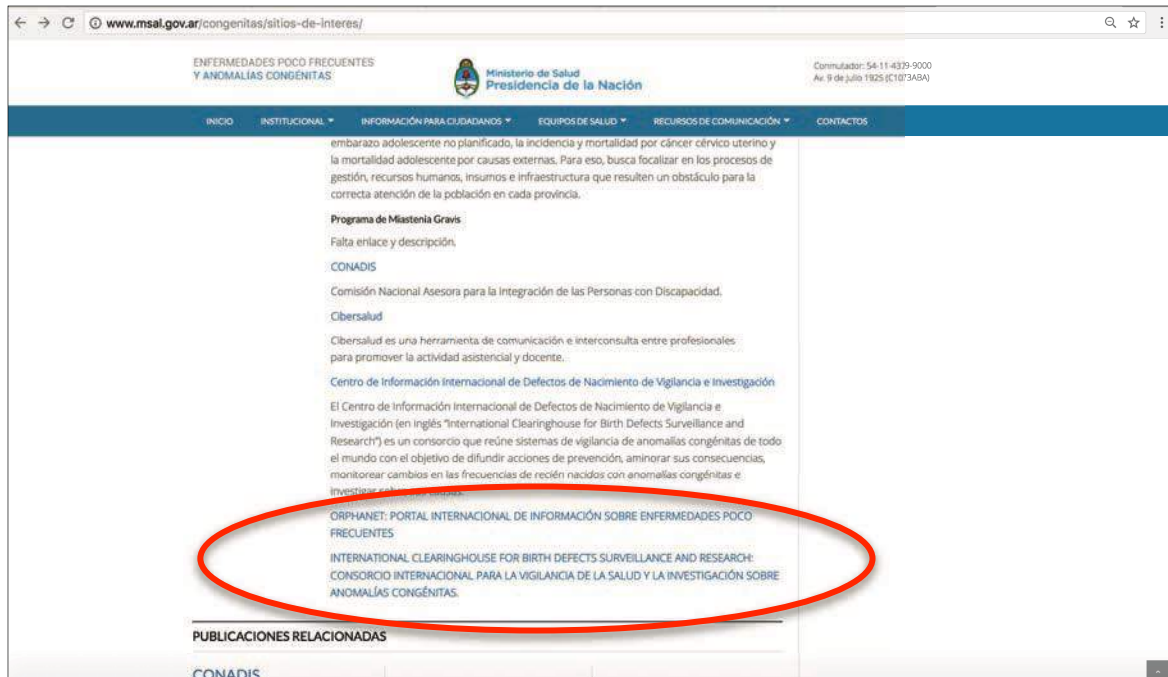 www.msal.gov.ar/congenitas/sitios-de-interes/
ENFERMEDADES POCO FRECUENTES
Y ANOMALÍAS CONGÉNITAS
Ministerio de Salud
Presidencia de la Nación
Conmutador: 54-11-4379-9000
Av. 9 de Julio 1925 (C1073ABA)
INICIO INSTITUCIONAL INFORMACIÓN PARA CIUDADANOS EQUIPOS DE SALUD RECURSOS DE COMUNICACIÓN CONTACTOS
embarazo adolescente no planificado, la incidencia y mortalidad por cáncer cérvico uterino y
la mortalidad adolescente por causas externas. Para eso, busca focalizar en los procesos de
gestión, recursos humanos, insumos e infraestructura que resulten un obstáculo para la
correcta atención de la población en cada provincia.
Programa de Miastenia Gravis
Falta enlace y descripción.
CONADIS
Comisión Nacional Asesora para la Integración de las Personas con Discapacidad.
Cibersalud
Cibersalud es una herramienta de comunicación e interconsulta entre profesionales
para promover la actividad asistencial y docente.
Centro de Información Internacional de Defectos de Nacimiento de Vigilancia e Investigación
El Centro de Información Internacional de Defectos de Nacimiento de Vigilancia e
Investigación (en inglés "International Clearinghouse for Birth Defects Surveillance and
Research") es un consorcio que reúne sistemas de vigilancia de anomalías congénitas de todo
el mundo con el objetivo de difundir acciones de prevención, aminorar sus consecuencias,
monitorear cambios en las frecuencias de recién nacidos con anomalías congénitas e
investigar sobre sus causas.
ORPHANET: PORTAL INTERNACIONAL DE INFORMACIÓN SOBRE ENFERMEDADES POCO
FRECUENTES
INTERNATIONAL CLEARINGHOUSE FOR BIRTH DEFECTS SURVEILLANCE AND RESEARCH:
CONSORCIO INTERNACIONAL PARA LA VIGILANCIA DE LA SALUD Y LA INVESTIGACIÓN SOBRE
ANOMALÍAS CONGÉNITAS.
PUBLICACIONES RELACIONADAS
CONADIS